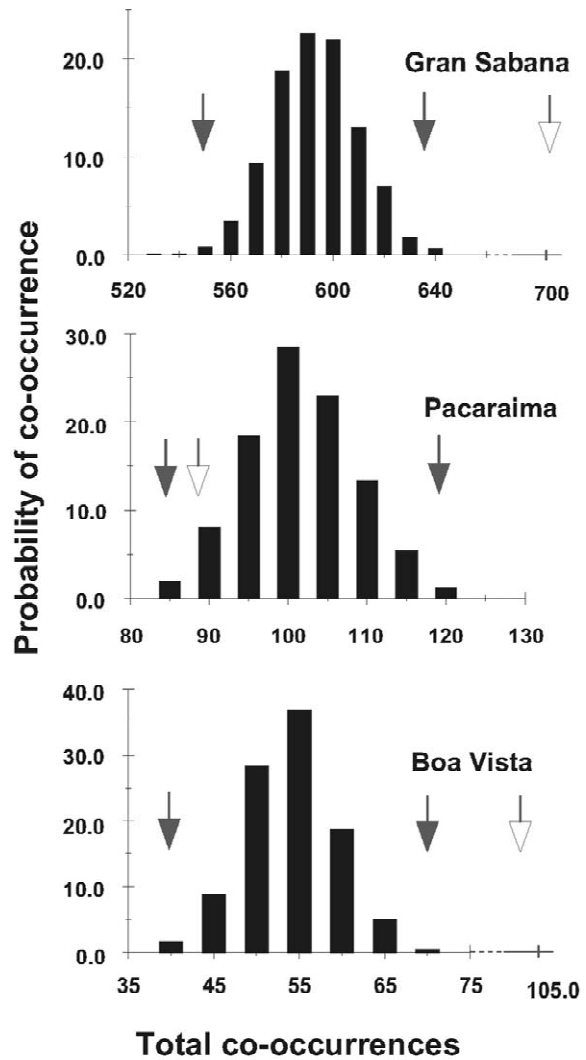 Probability of co-occurrence
Gran Sabana
20.0
10.0
0.0
520 560 600 640 700
Pacaraima
30.0
20.0
10.0
0.0
80 90 100 110 120 130
Boa Vista
40.0
30.0
20.0
10.0
0.0
35 45 55 65 75 105.0
Total co-occurrences